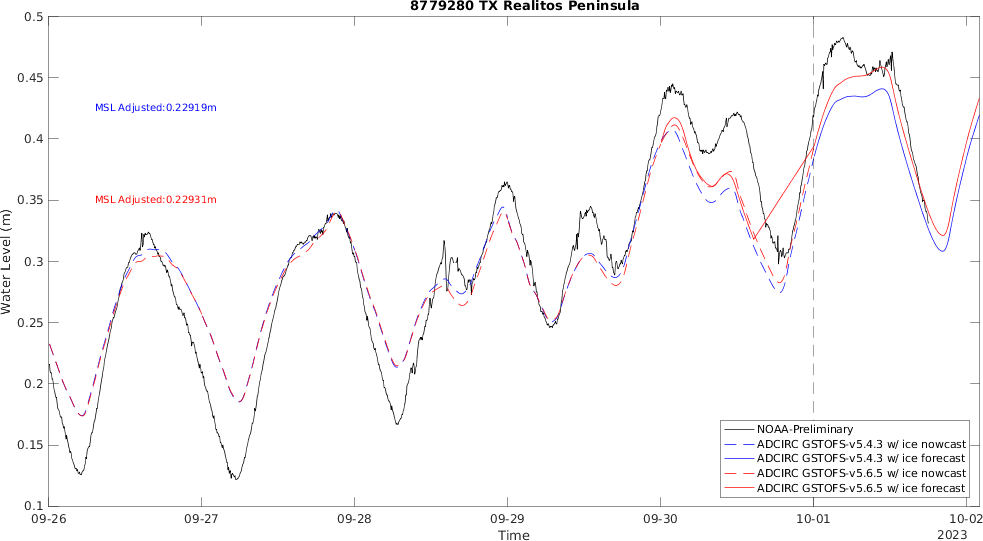 8779280 TX Realitos Peninsula
0.5
0.45
0.4
0.35
0.3
0.25
0.2
0.15
0.1
Water Level (m)
MSL Adjusted:0.22919m
MSL Adjusted:0.22931m
NOAA-Preliminary
ADCIRC GSTOFS-v5.4.3 w/ ice nowcast
ADCIRC GSTOFS-v5.4.3 w/ ice forecast
ADCIRC GSTOFS-v5.6.5 w/ ice nowcast
ADCIRC GSTOFS-v5.6.5 w/ ice forecast
09-26 09-27 09-28 09-29 09-30 10-01 10-02
2023
Time